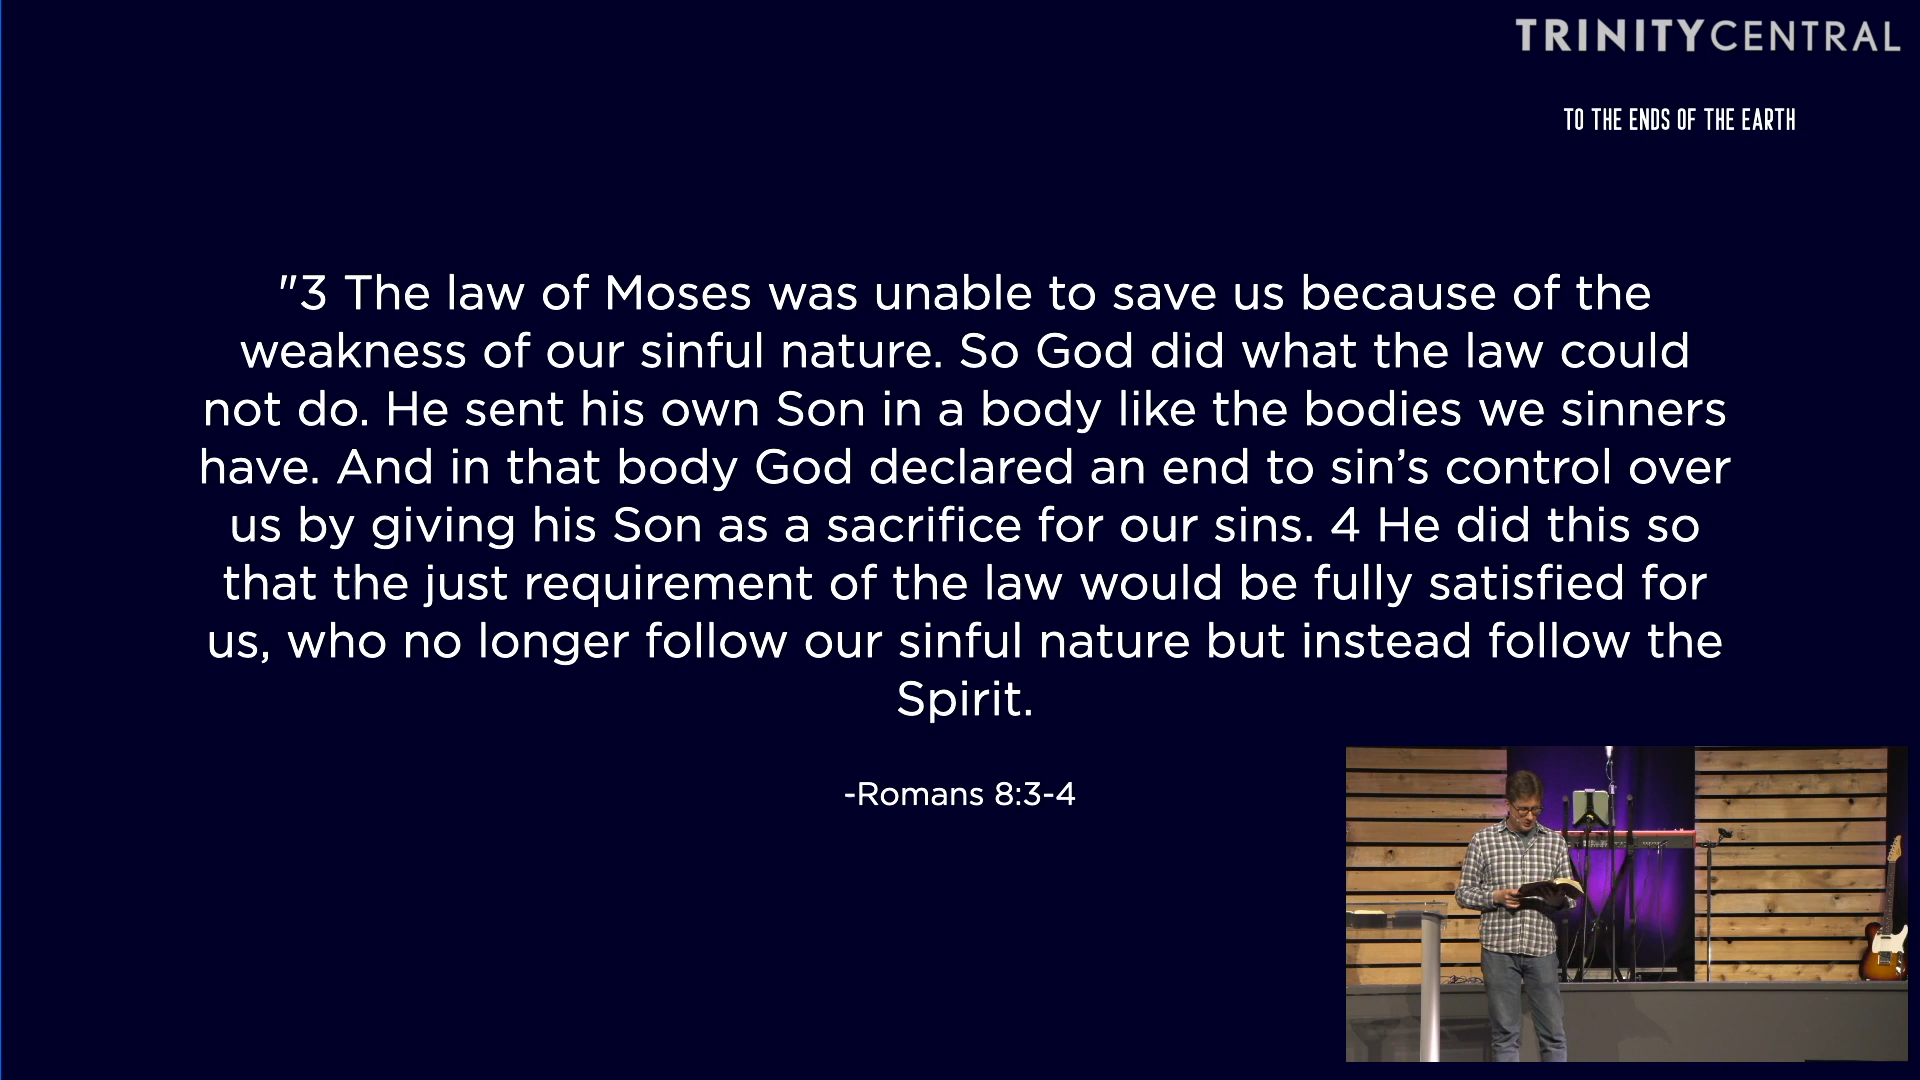 TRINITYCENTRAL
TO THE ENDS OF THE EARTH
"3 The law of Moses was unable to save us because of the
weakness of our sinful nature. So God did what the law could
not do. He sent his own Son in a body like the bodies we sinners
have. And in that body God declared an end to sin’s control over
us by giving his Son as a sacrifice for our sins. 4 He did this so
that the just requirement of the law would be fully satisfied for
us, who no longer follow our sinful nature but instead follow the
Spirit.
-Romans 8:3-4